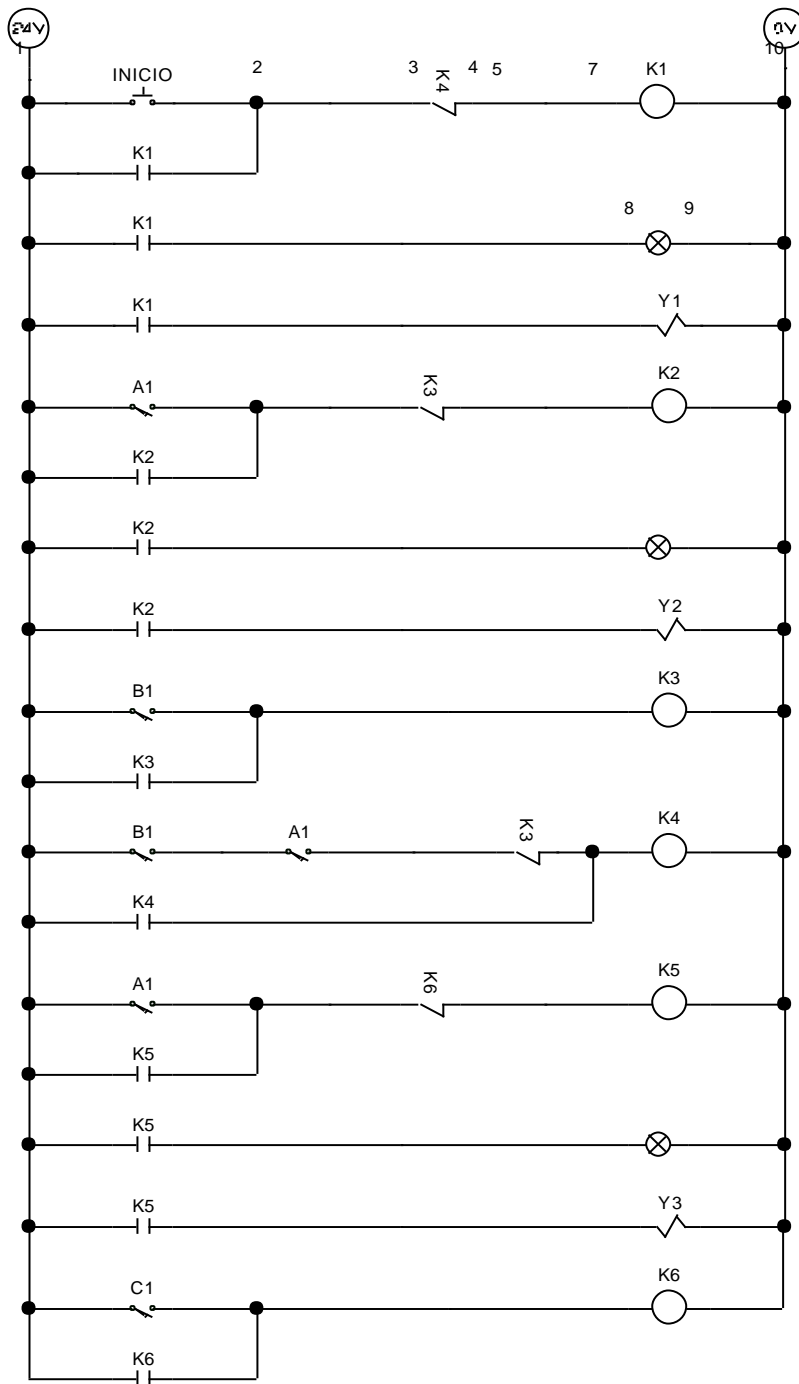 24V 0V
1 10
INICIO 2 3 K4 4 5 7 K1
K1
K1 8 9
K1 Y1
A1 K3 K2
K2
K2
K2 Y2
B1 K3
K3
B1 A1 K3 K4
K4
A1 K6 K5
K5
K5
K5 Y3
C1 K6
K6